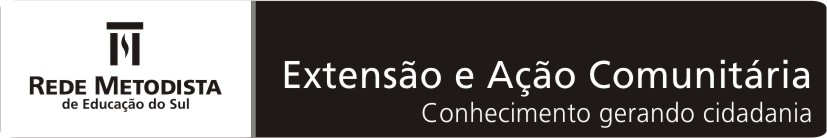 REDE METODISTA
de Educação do Sul
Extensão e Ação Comunitária
Conhecimento gerando cidadania